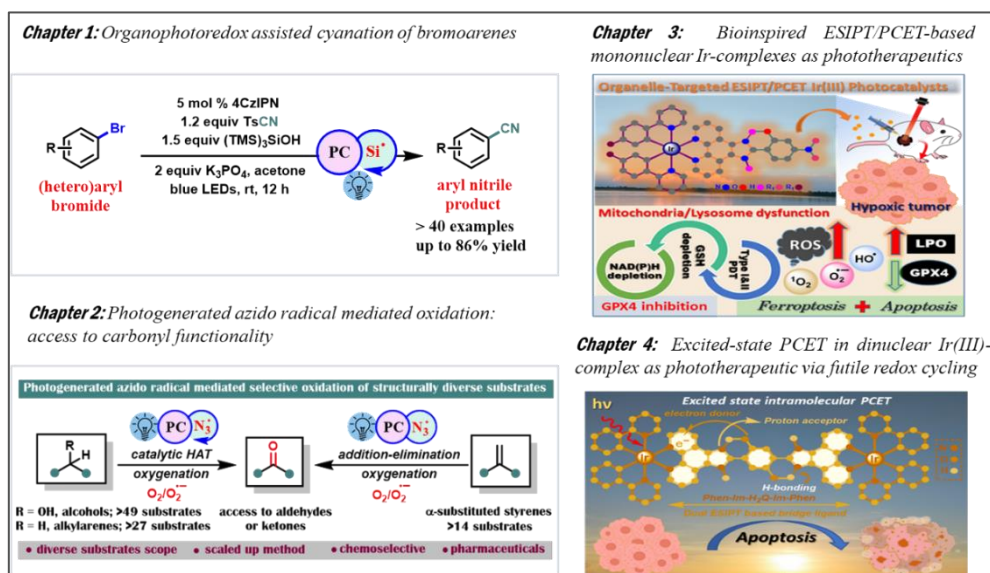 Chapter 1: Organophotoredox assisted cyanation of bromoarenes
5 mol % 4CzIPN
1.2 equiv TsCN
1.5 equiv (TMS)3SiOH
2 equiv K3PO4, acetone
blue LEDs, rt, 12 h
R
Br
(hetero)aryl
bromide
PC
Si•
R
CN
aryl nitrile
product
> 40 examples
up to 86% yield
Chapter 2: Photogenerated azido radical mediated oxidation:
access to carbonyl functionality
Photogenerated azido radical mediated selective oxidation of structurally diverse substrates
R
H
PC
N3•
catalytic HAT
oxygenation
O2/O2•−
O
PC
N3•
addition-elimination
oxygenation
O2/O2•−
R = OH, alcohols; >49 substrates
R = H, alkylarenes; >27 substrates
access to aldehydes
or ketones
α-substituted styrenes
>14 substrates
• diverse substrates scope • scaled up method • chemoselective • pharmaceuticals
Chapter 3: Bioinspired ESIPT/PCET-based
mononuclear Ir-complexes as phototherapeutics
Organelle-Targeted ESIPT/PCET Ir(III) Photocatalysts
Ir
Hypoxic tumor
Mitochondria/Lysosome dysfunction
NAD(P)H
depletion
GSH
depletion
Type I&II
PDT
ROS
1O2
O2•−
HO•
LPO
GPX4
GPX4 inhibition
Ferroptosis + Apoptosis
Chapter 4: Excited-state PCET in dinuclear Ir(III)-
complex as phototherapeutic via futile redox cycling
hν
Excited state intramolecular PCET
electron donor
Proton acceptor
e−
Ir
Ir
H-bonding
Phen-Im-H2Q-Im-Phen
Dual ESIPT based bridge ligand
Apoptosis